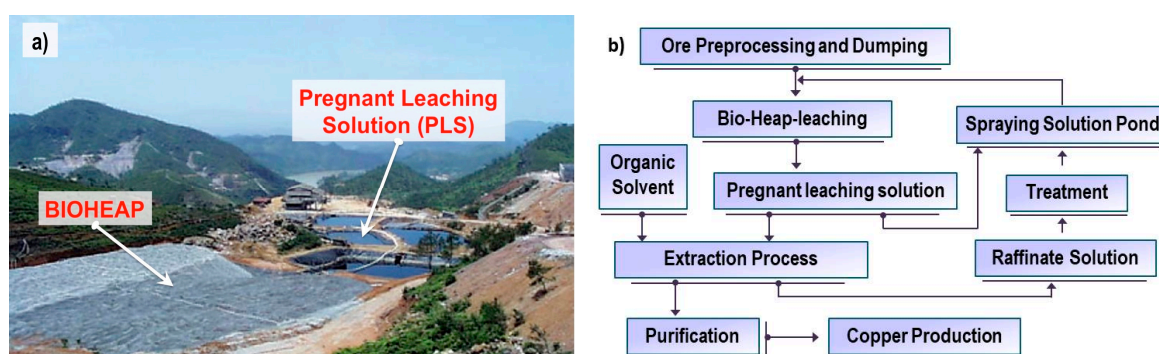 a)
Pregnant Leaching
Solution (PLS)
BIOHEAP
b)
Ore Preprocessing and Dumping
Bio-Heap-leaching
Spraying Solution Pond
Organic
Solvent
Pregnant leaching solution
Treatment
Extraction Process
Raffinate Solution
Purification
Copper Production